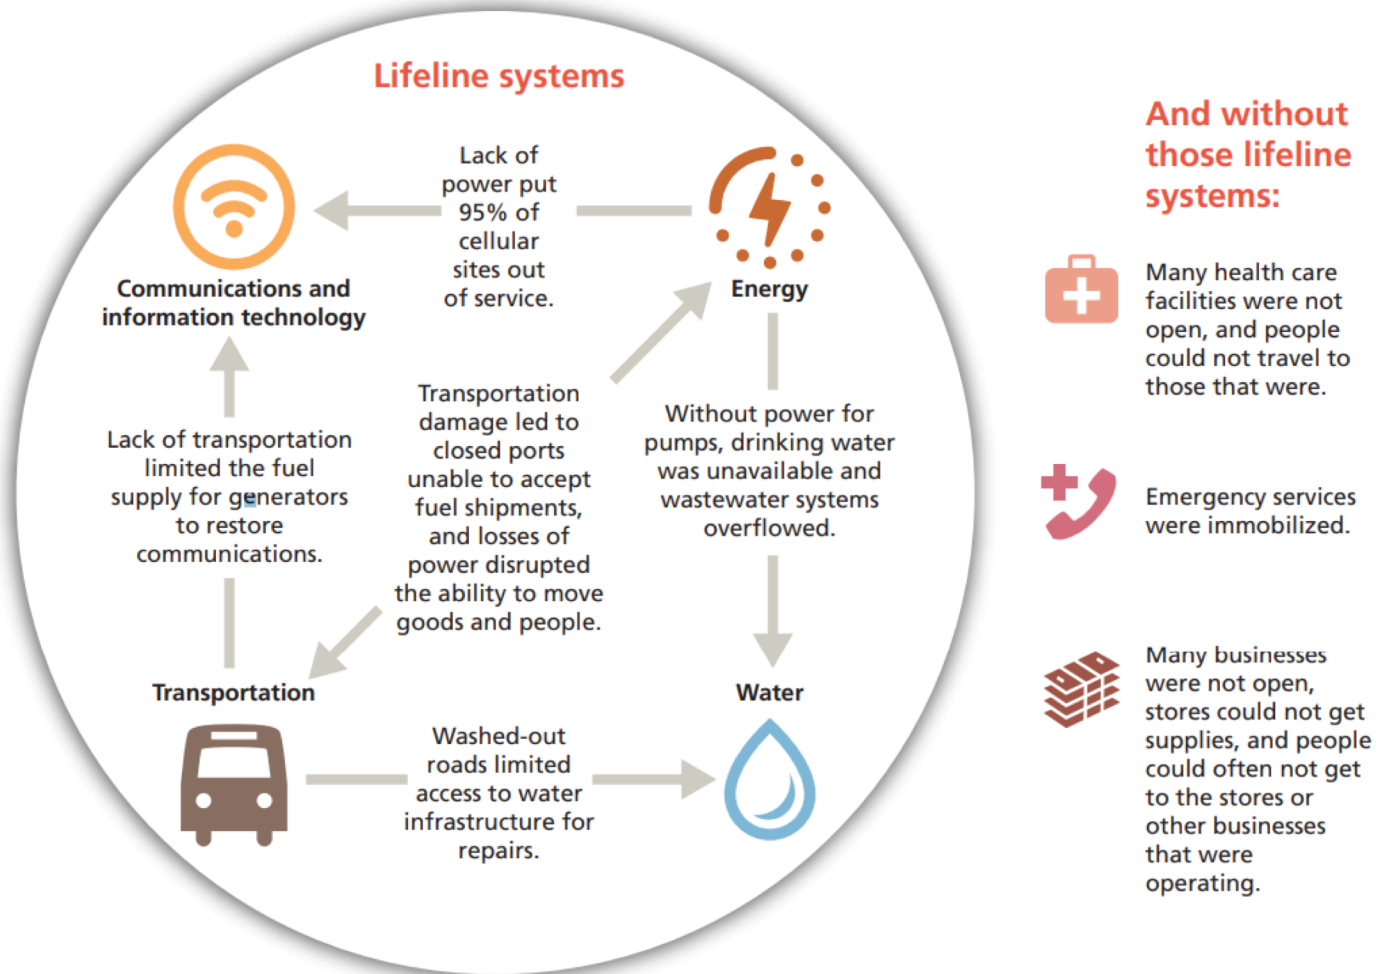 Lifeline systems
Lack of
power put
95% of
cellular
sites out
of service.
Communications and
information technology
Energy
Transportation
damage led to
closed ports
unable to accept
fuel shipments,
and losses of
power disrupted
the ability to move
goods and people.
Without power for
pumps, drinking water
was unavailable and
wastewater systems
overflowed.
Lack of transportation
limited the fuel
supply for generators
to restore
communications.
Transportation
Water
Washed-out
roads limited
access to water
infrastructure for
repairs.
And without
those lifeline
systems:
Many health care
facilities were not
open, and people
could not travel to
those that were.
Emergency services
were immobilized.
Many businesses
were not open,
stores could not get
supplies, and people
could often not get
to the stores or
other businesses
that were
operating.